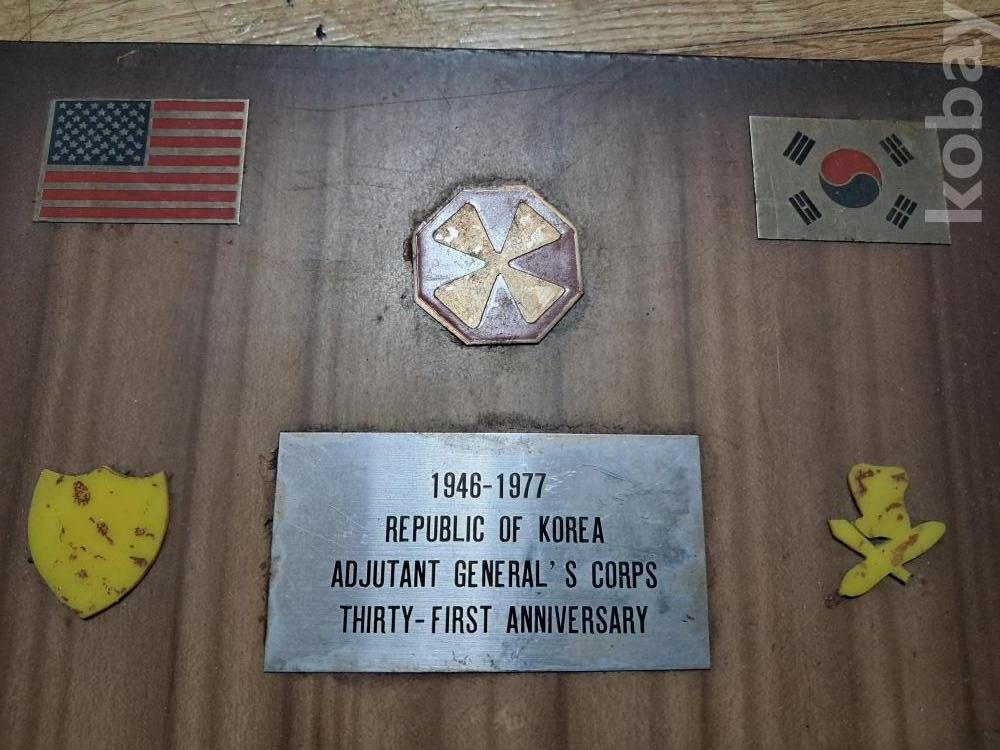 kobay
1946-1977
REPUBLIC OF KOREA
ADJUTANT GENERAL'S CORPS
THIRTY-FIRST ANNIVERSARY